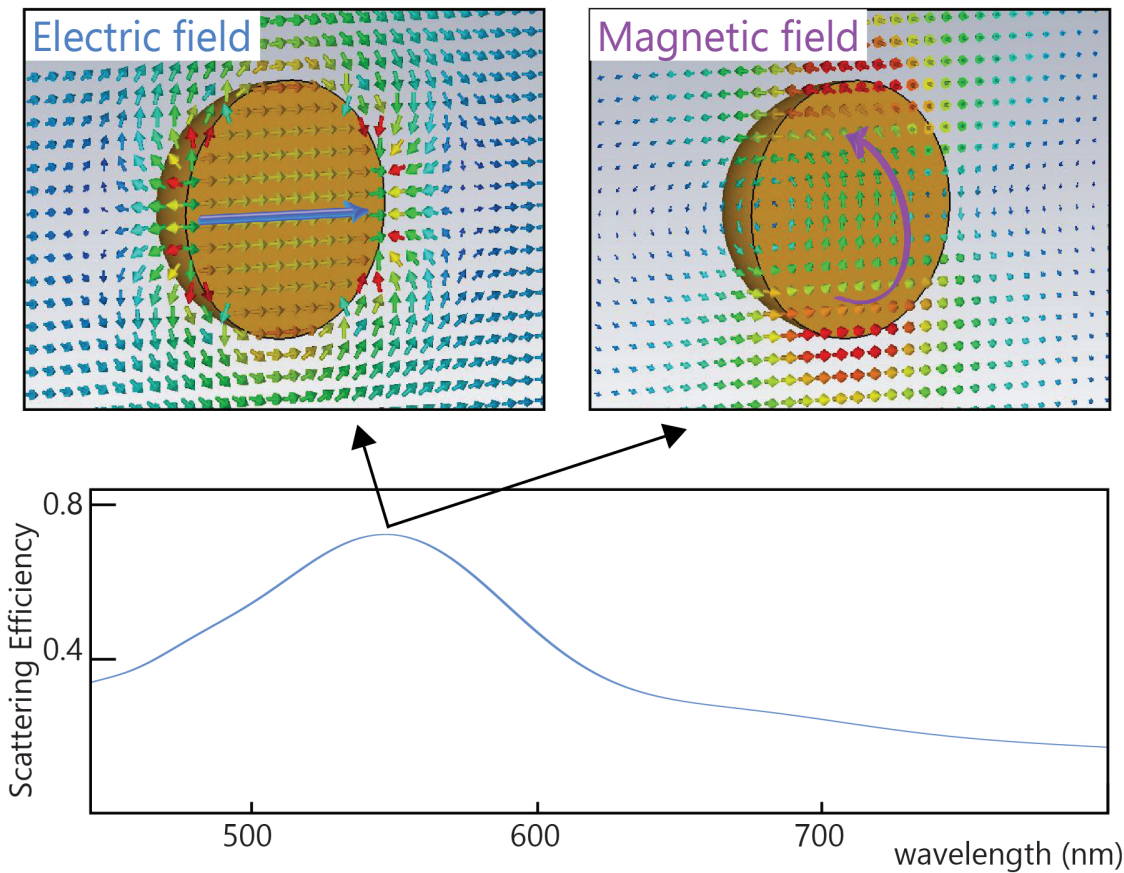 Electric field
Magnetic field
0.8
0.4
Scattering Efficiency
500
600
700
wavelength (nm)